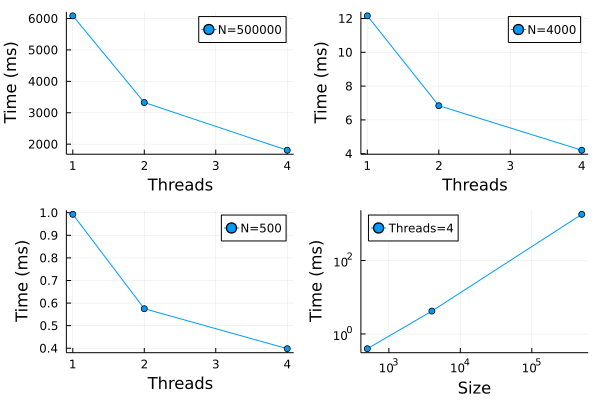 N=500000
Time (ms)
6000
5000
4000
3000
2000
1 2 3 4
Threads
N=4000
Time (ms)
12
10
8
6
4
1 2 3 4
Threads
N=500
Time (ms)
1.0
0.9
0.8
0.7
0.6
0.5
0.4
1 2 3 4
Threads
Threads=4
Time (ms)
10²
10⁰
10³ 10⁴ 10⁵
Size